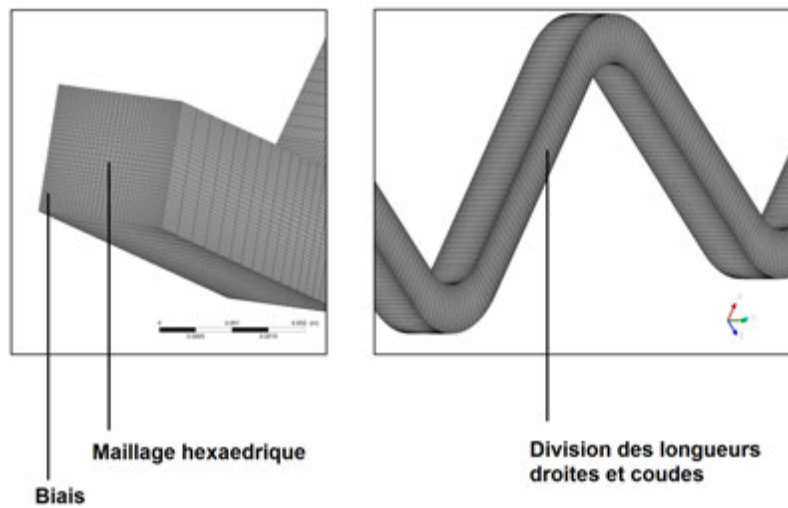 Maillage hexaedrique
Biais
Division des longueurs
droites et coudes